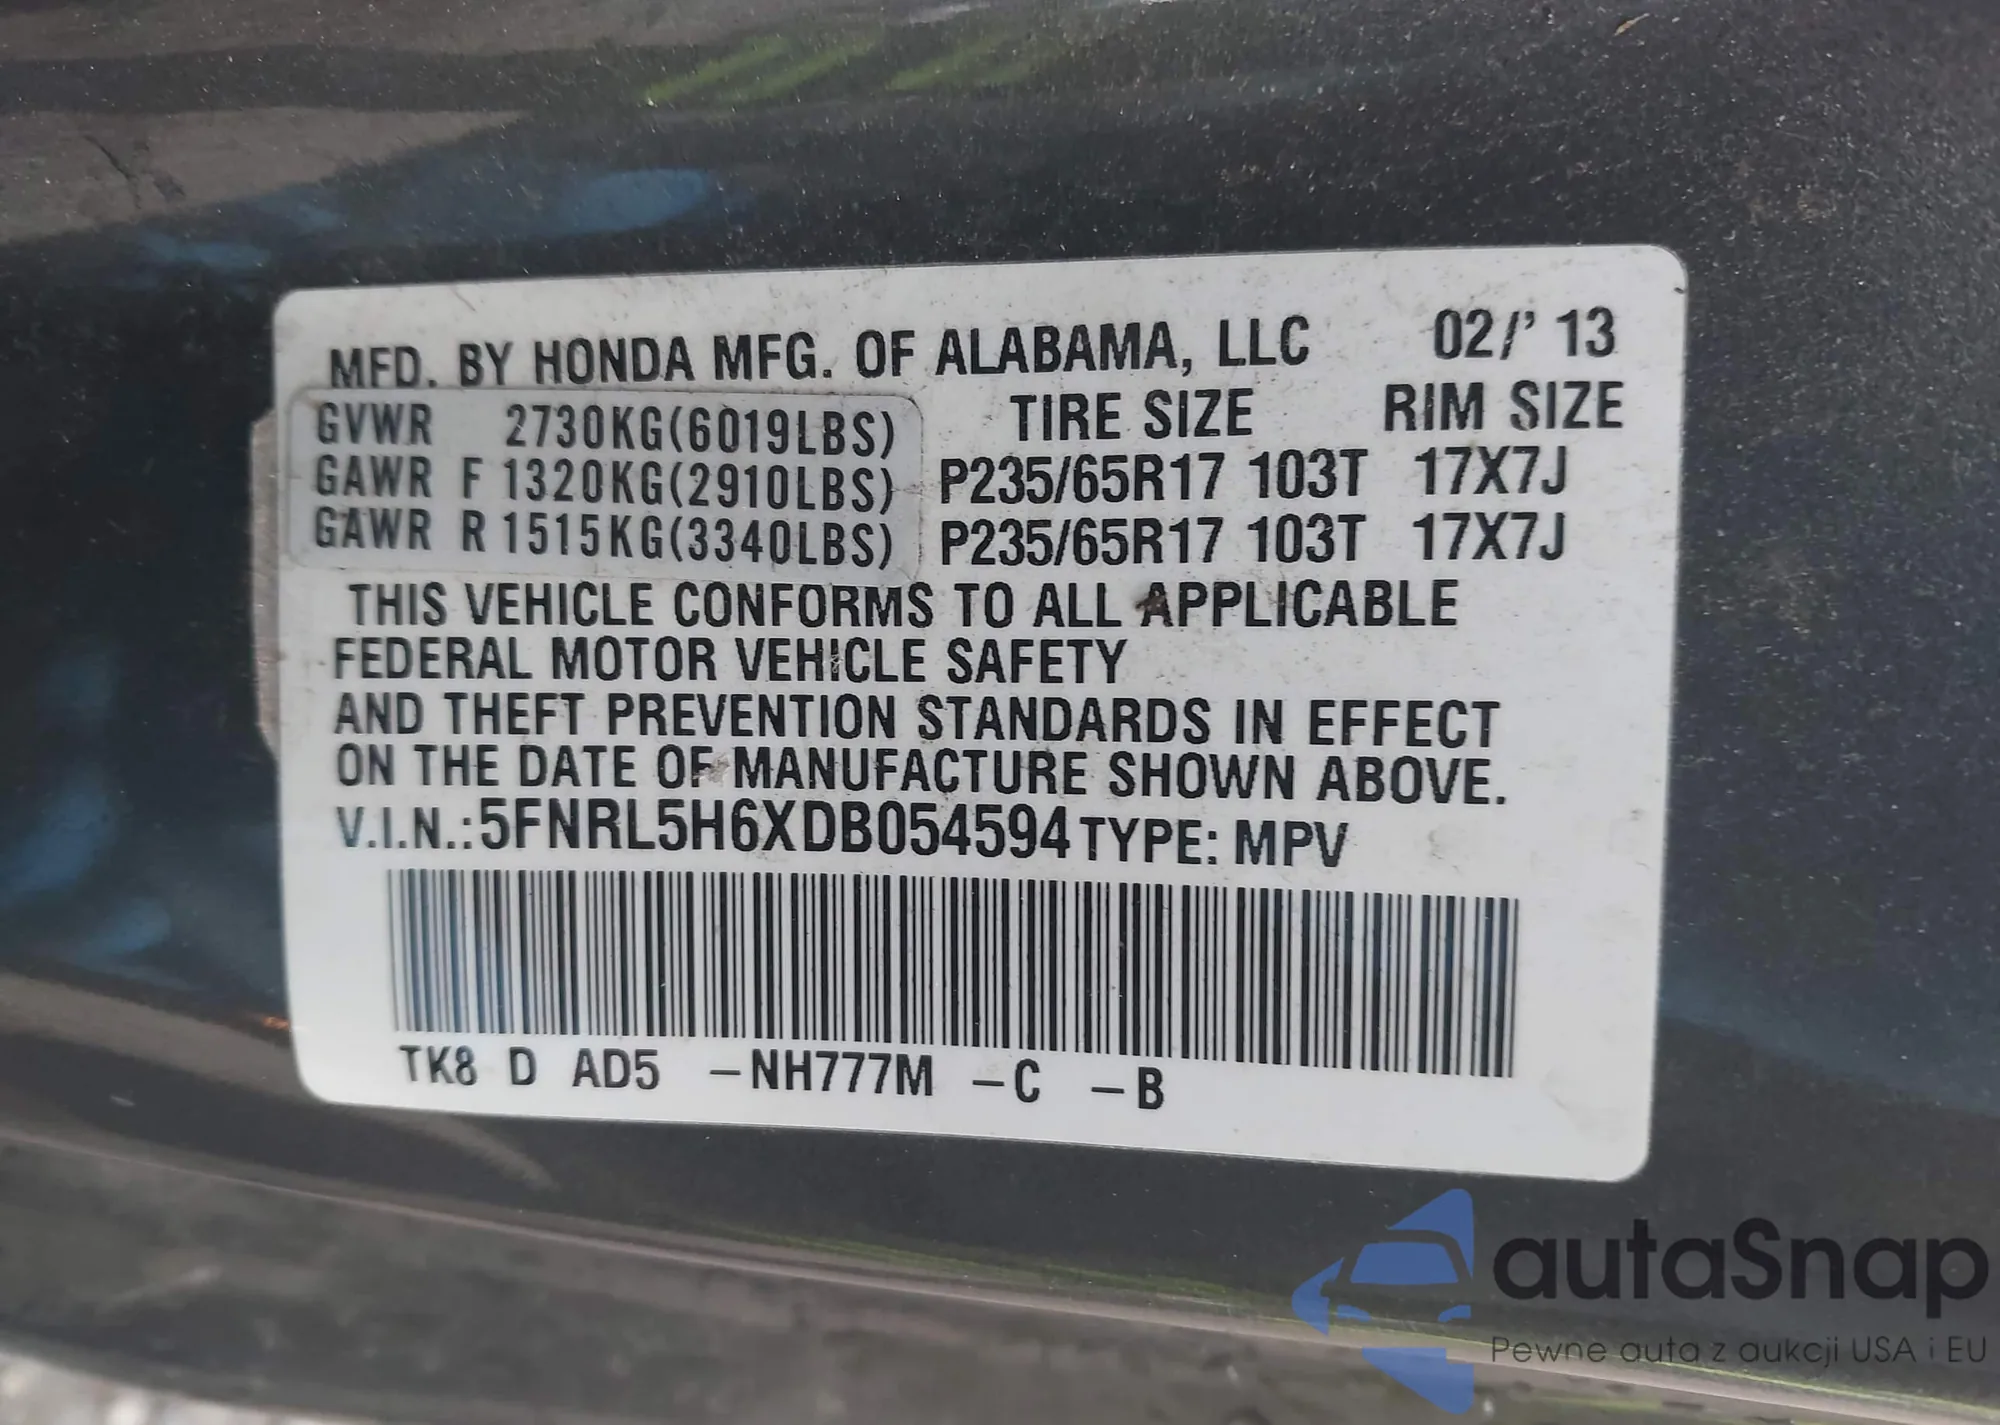 MFD. BY HONDA MFG. OF ALABAMA, LLC 02/' 13
GVWR 2730KG(6019LBS) TIRE SIZE RIM SIZE
GAWR F 1320KG(2910LBS) P235/65R17 103T 17X7J
GAWR R 1515KG(3340LBS) P235/65R17 103T 17X7J
THIS VEHICLE CONFORMS TO ALL APPLICABLE
FEDERAL MOTOR VEHICLE SAFETY
AND THEFT PREVENTION STANDARDS IN EFFECT
ON THE DATE OF MANUFACTURE SHOWN ABOVE.
V.I.N.:5FNRL5H6XDB054594 TYPE: MPV
TK8 D AD5 -NH777M -C -B
autaSnap
Pewne auta z aukcji USA i EU